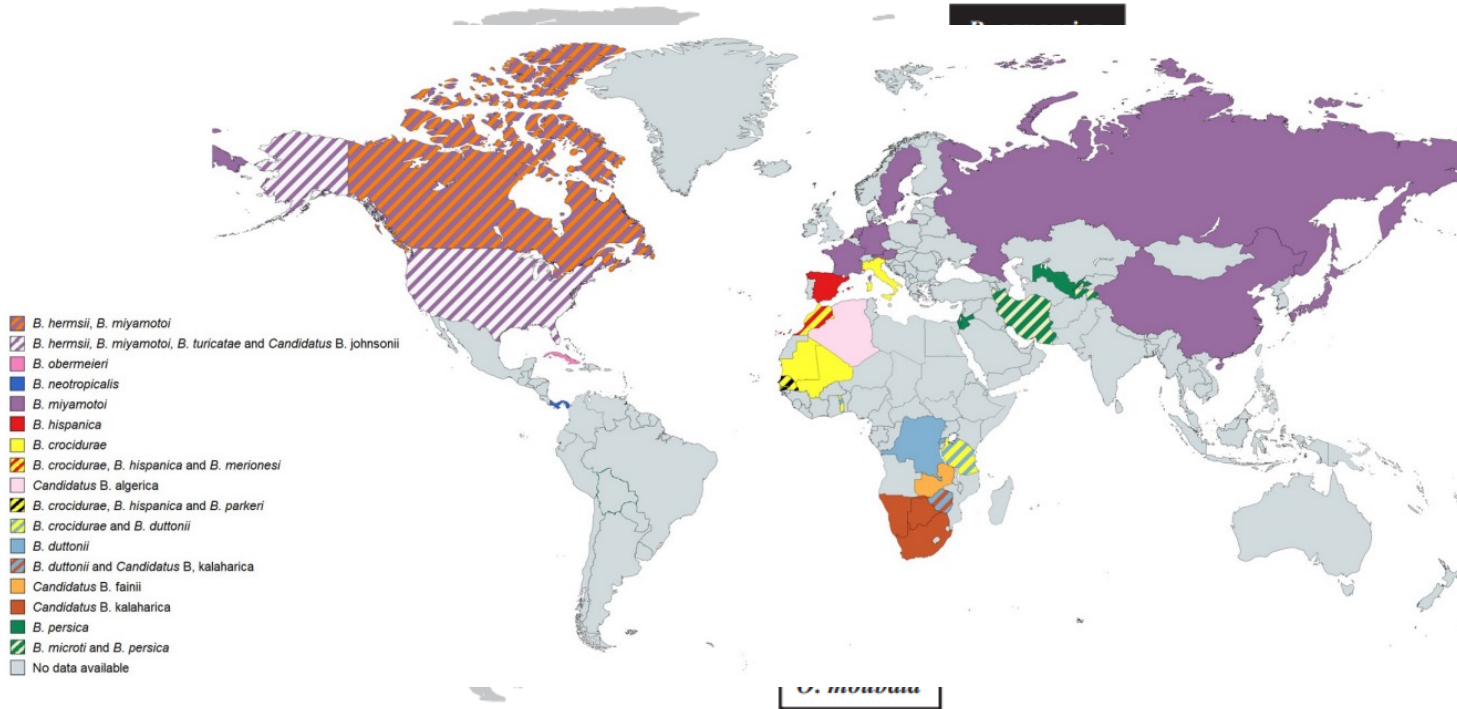 B. hermsii, B. miyamotoi
B. hermsii, B. miyamotoi, B. turicatae and Candidatus B. johnsonii
B. obermeieri
B. neotropicalis
B. miyamotoi
B. hispanica
B. crocidurae
B. crocidurae, B. hispanica and B. merionesi
Candidatus B. algerica
B. crocidurae, B. hispanica and B. parkeri
B. crocidurae and B. duttonii
B. duttonii
B. duttonii and Candidatus B, kalaharica
Candidatus B. fainii
Candidatus B. kalaharica
B. persica
B. microti and B. persica
No data available